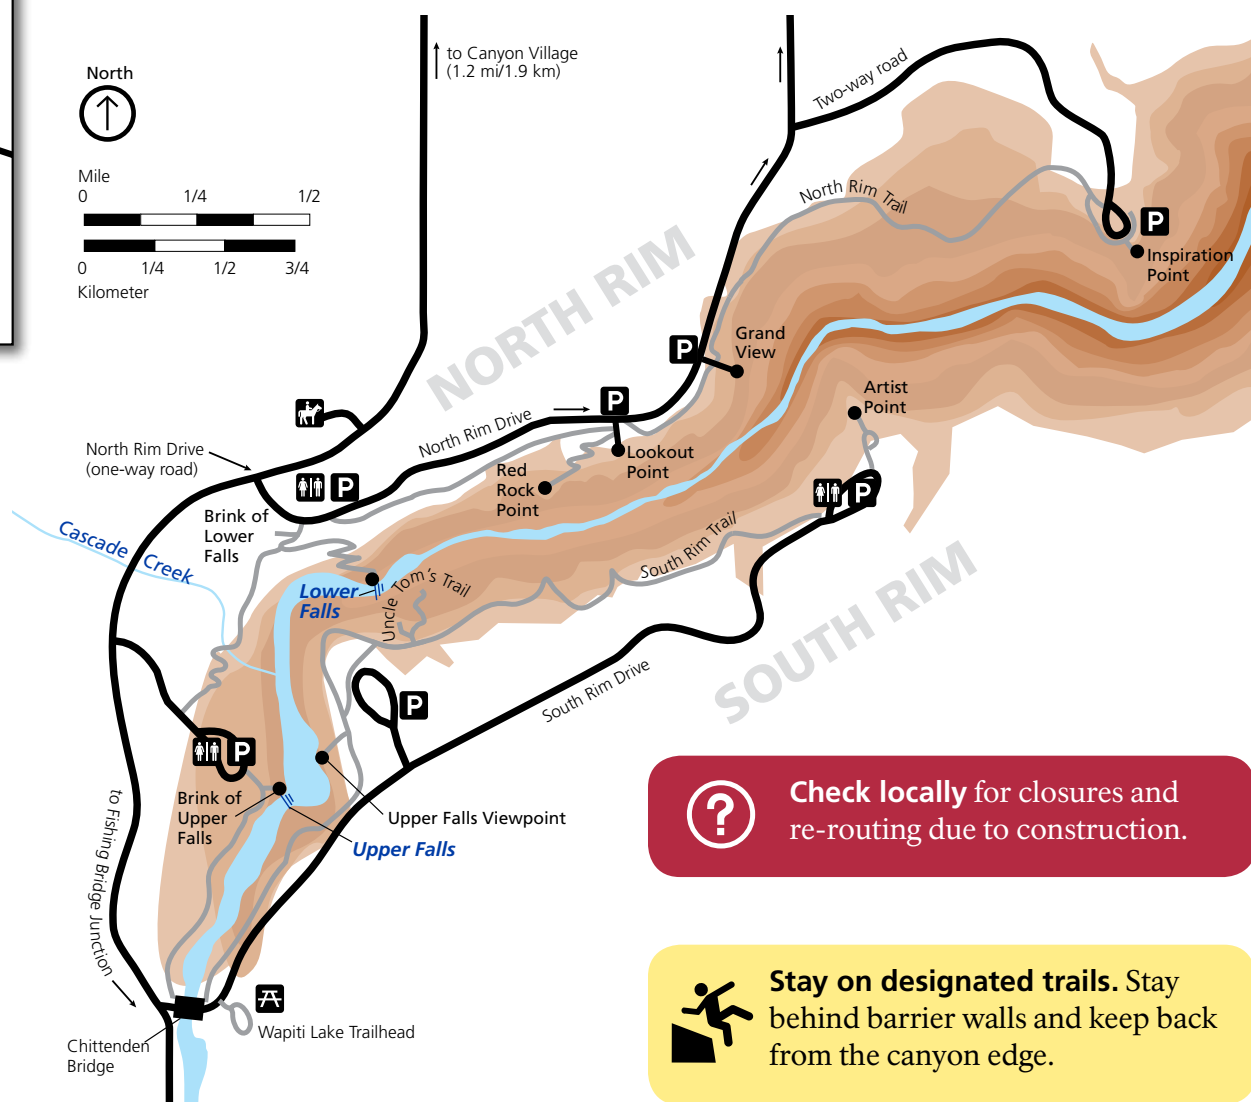 to Canyon Village
(1.2 mi/1.9 km)
North
Two-way road
Mile
0 1/4 1/2
0 1/4 1/2 3/4
Kilometer
North Rim Trail
NORTH RIM
P
Inspiration
Point
P
Grand
View
P
Artist
Point
North Rim Drive
North Rim Drive
(one-way road)
Lookout
Point
Red
Rock
Point
P
P
Brink of
Lower
Falls
Cascade Creek
South Rim Trail
SOUTH RIM
Lower
Falls
Uncle Tom's Trail
South Rim Drive
P
P
Brink of
Upper
Falls
Upper Falls Viewpoint
Upper Falls
to Fishing Bridge Junction
Wapiti Lake Trailhead
Chittenden
Bridge
?
Check locally for closures and
re-routing due to construction.
Stay on designated trails. Stay
behind barrier walls and keep back
from the canyon edge.